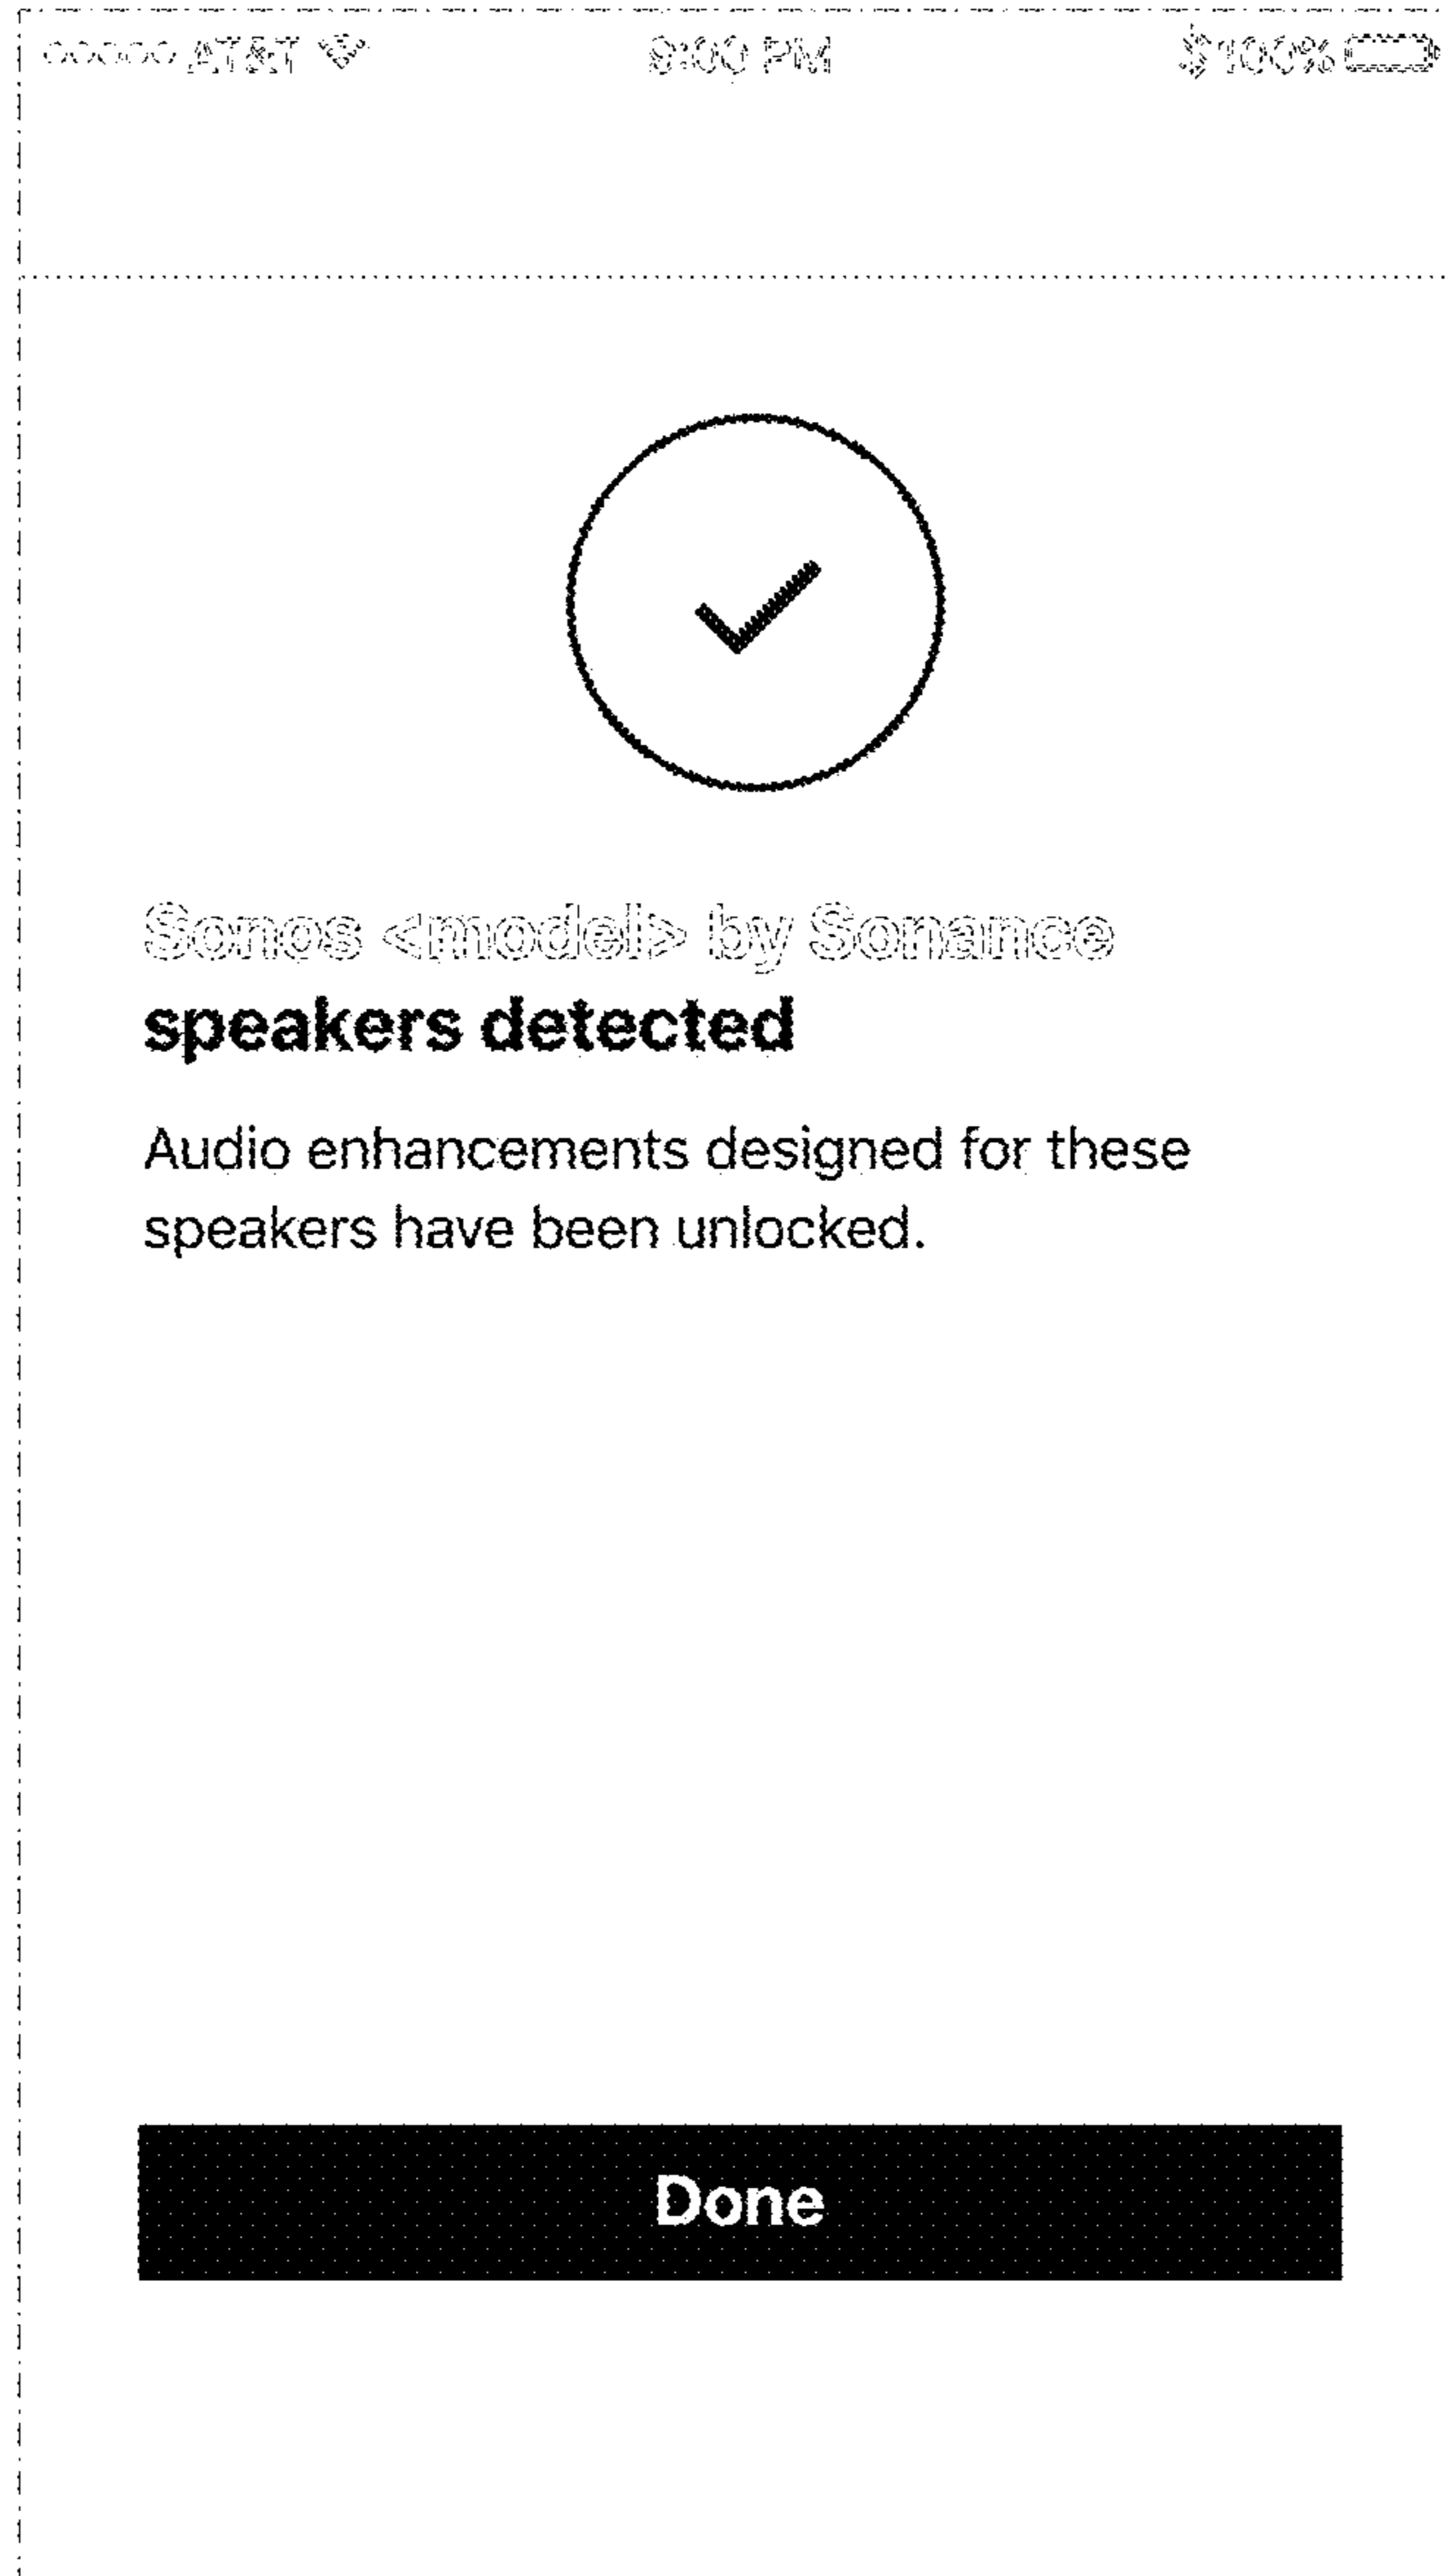 AT&T 9:00 PM 100%
Sonos <model> by Sonance
speakers detected
Audio enhancements designed for these
speakers have been unlocked.
Done